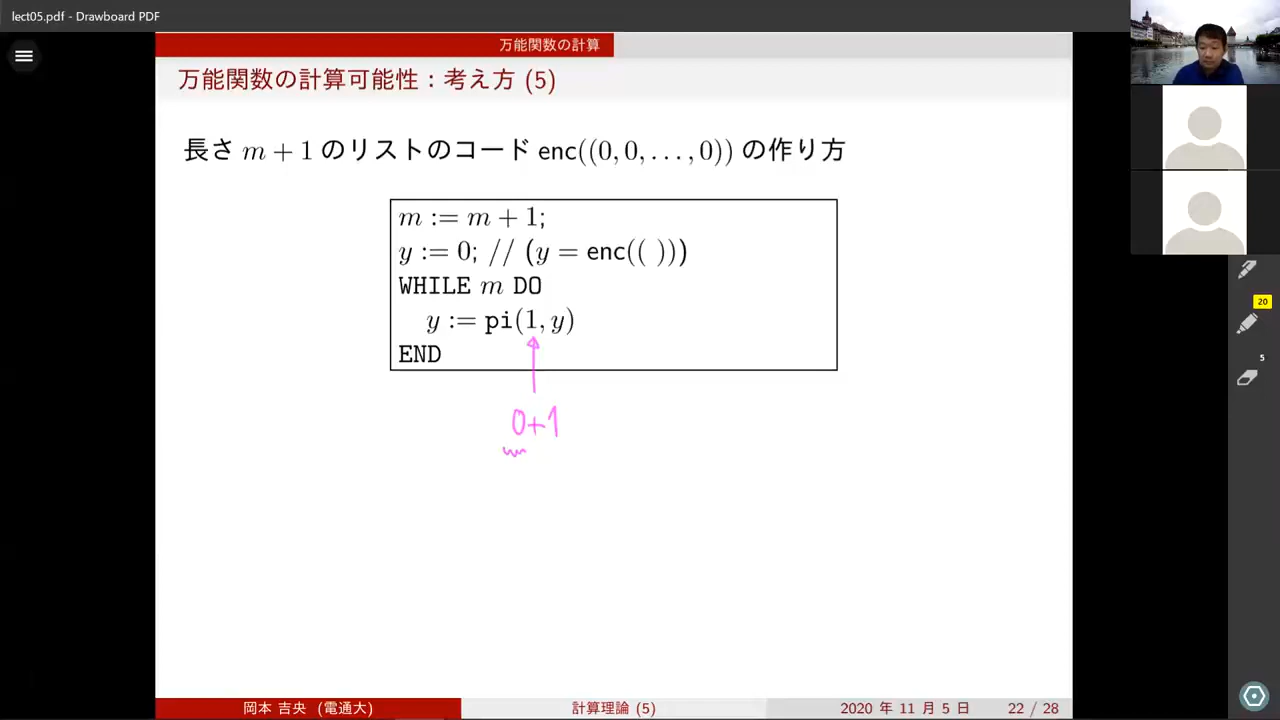 lect05.pdf - Drawboard PDF
万能関数の計算
万能関数の計算可能性：考え方 (5)
長さ m + 1 のリストのコード enc((0, 0, . . . , 0)) の作り方
m := m + 1;
y := 0; // (y = enc(( )))
WHILE m DO
y := pi(1, y)
END
0+1
20
5
岡本 吉央 (電通大)
計算理論 (5)
2020 年 11 月 5 日
22 / 28